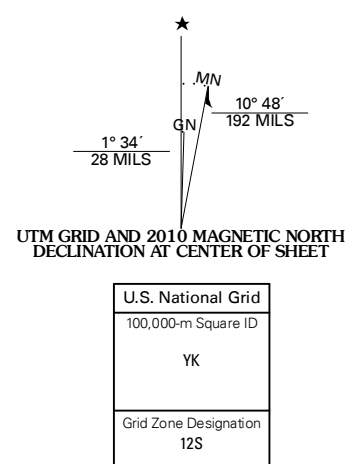 ★
MN
GN
10° 48´
192 MILS
1° 34´
28 MILS
UTM GRID AND 2010 MAGNETIC NORTH
DECLINATION AT CENTER OF SHEET
U.S. National Grid
100,000-m Square ID
YK
Grid Zone Designation
12S